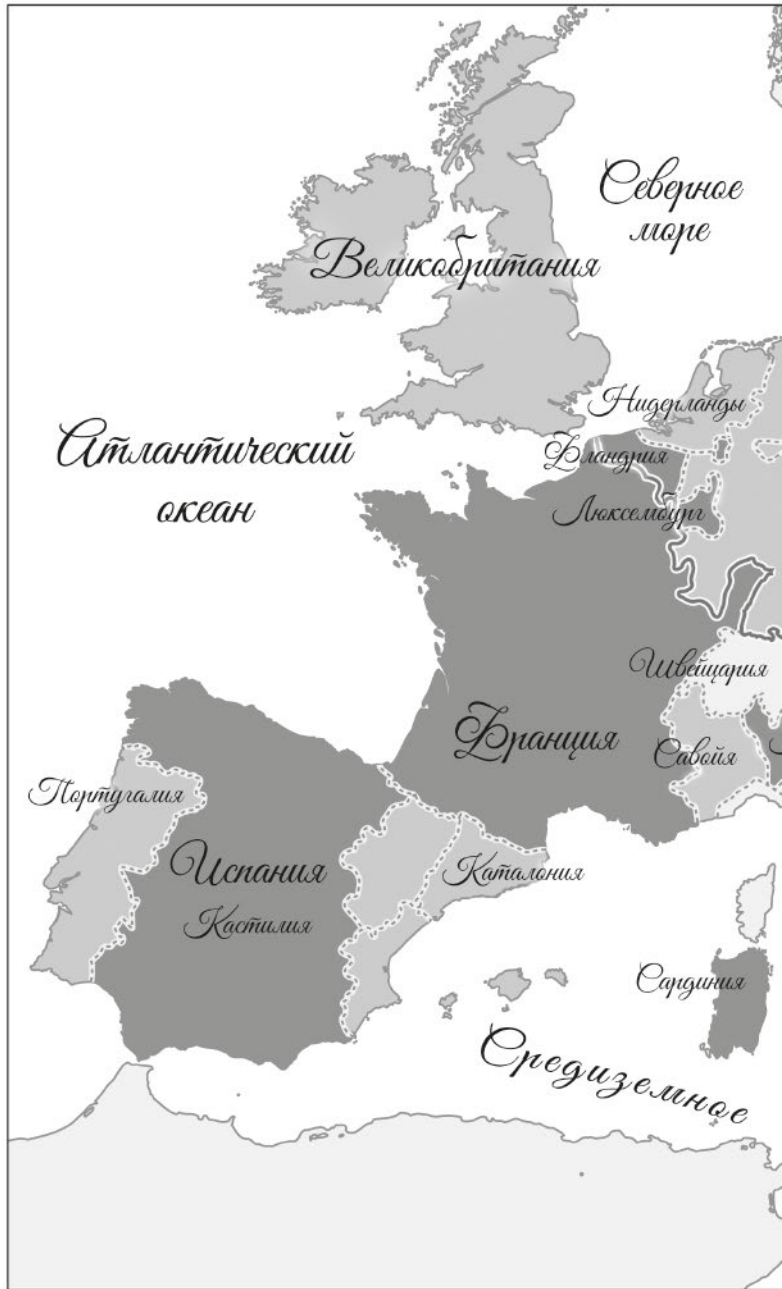 Северное
море
Великобритания
Нидерланды
Атлантический
океан
Фландрия
Люксембург
Швейцария
Франция
Савойя
Португалия
Испания
Каталония
Кастилия
Сардиния
Средиземное